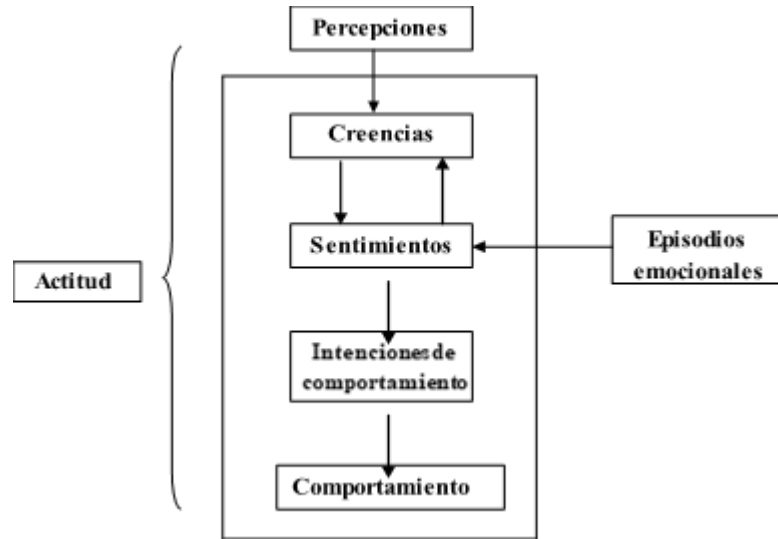 Percepciones
Creencias
Sentimientos
Episodios
emocionales
Actitud
Intenciones de
comportamiento
Comportamiento